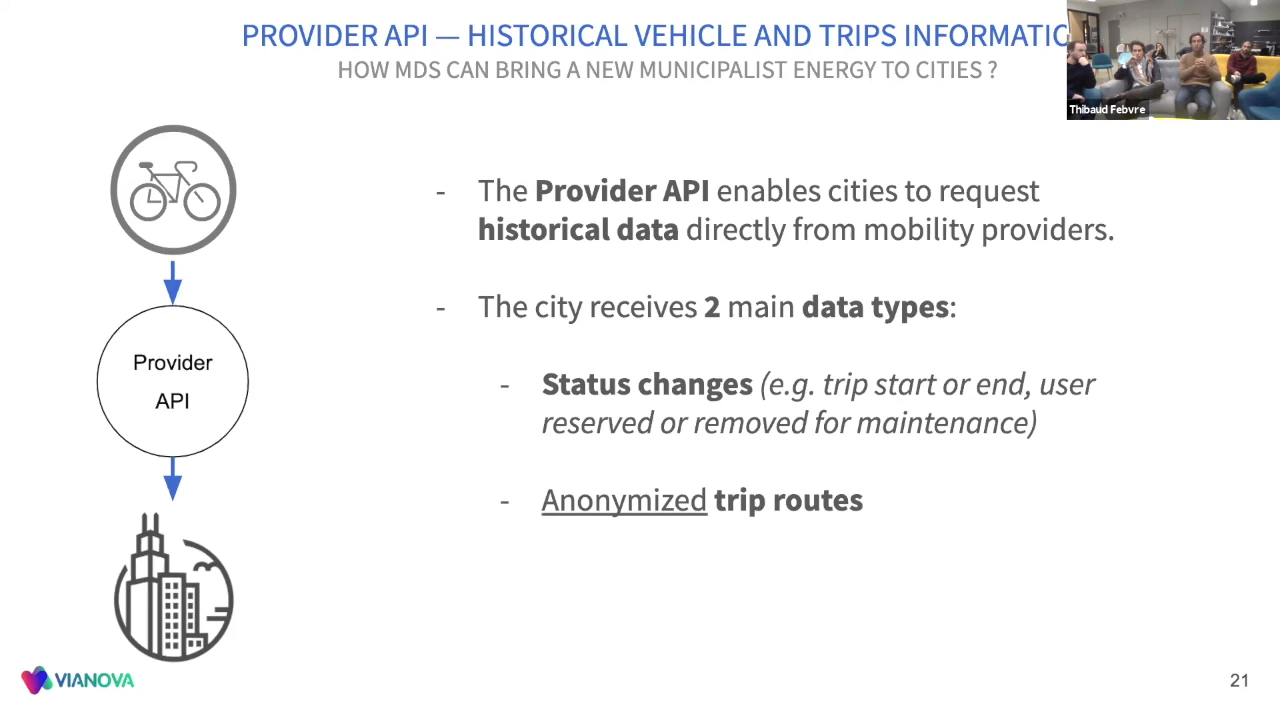 PROVIDER API — HISTORICAL VEHICLE AND TRIPS INFORMATIO
HOW MDS CAN BRING A NEW MUNICIPALIST ENERGY TO CITIES ?
Thibaud Febvre
- The Provider API enables cities to request
historical data directly from mobility providers.
- The city receives 2 main data types:
- Status changes (e.g. trip start or end, user
reserved or removed for maintenance)
- Anonymized trip routes
Provider
API
VIANOVA
21